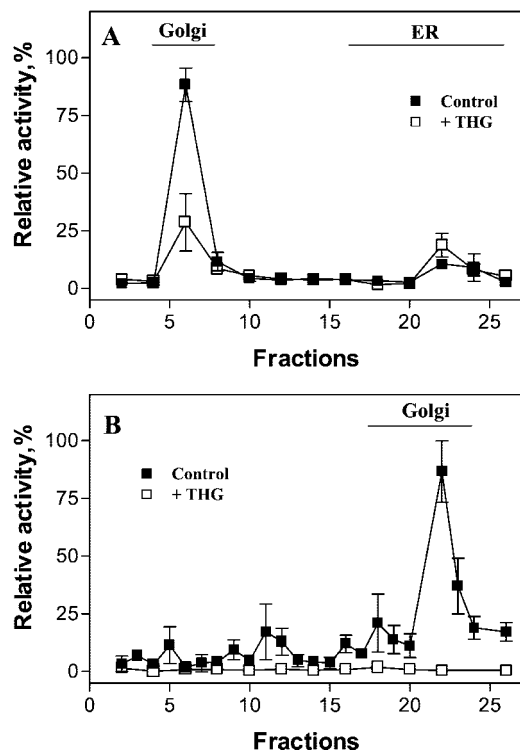 A
Golgi
ER
Relative activity,%
100
75
50
25
0
Control
+ THG
0 5 10 15 20 25
Fractions
B
Golgi
Relative activity,%
100
75
50
25
0
Control
+ THG
0 5 10 15 20 25
Fractions